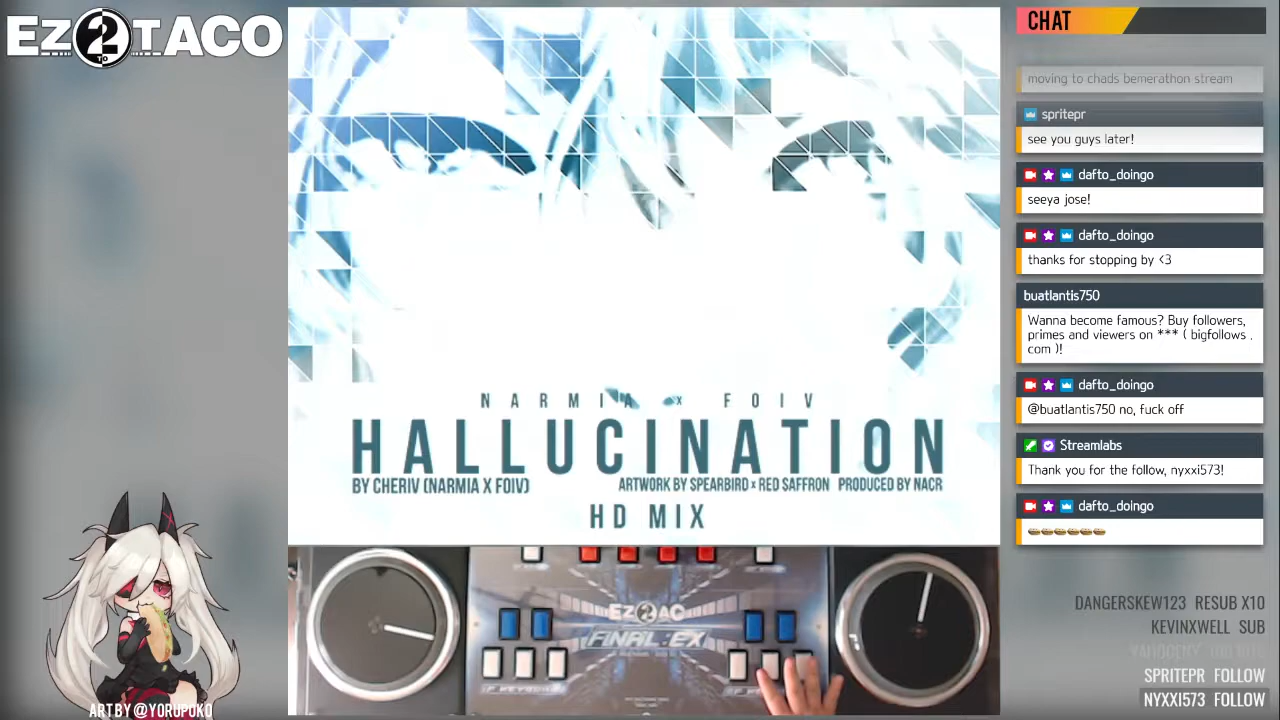 EZ2TACO
TO
CHAT
moving to chads bemerathon stream
spritepr
see you guys later!
dafto_doingo
seeya jose!
dafto_doingo
thanks for stopping by <3
buatlantis750
Wanna become famous? Buy followers,
primes and viewers on *** ( bigfollows .
com )!
dafto_doingo
@buatlantis750 no, fuck off
Streamlabs
Thank you for the follow, nyxxi573!
dafto_doingo
NARMIA x FOIV
HALLUCINATION
BY CHERIV (NARMIA X FOIV)
ARTWORK BY SPEARBIRD x RED SAFFRON PRODUCED BY NACR
HD MIX
EZ2AC
FINAL:EX
DANGERSKEW123 RESUB X10
KEVINXWELL SUB
SPRITEPR FOLLOW
NYXXI573 FOLLOW
ART BY @YORUPOKO